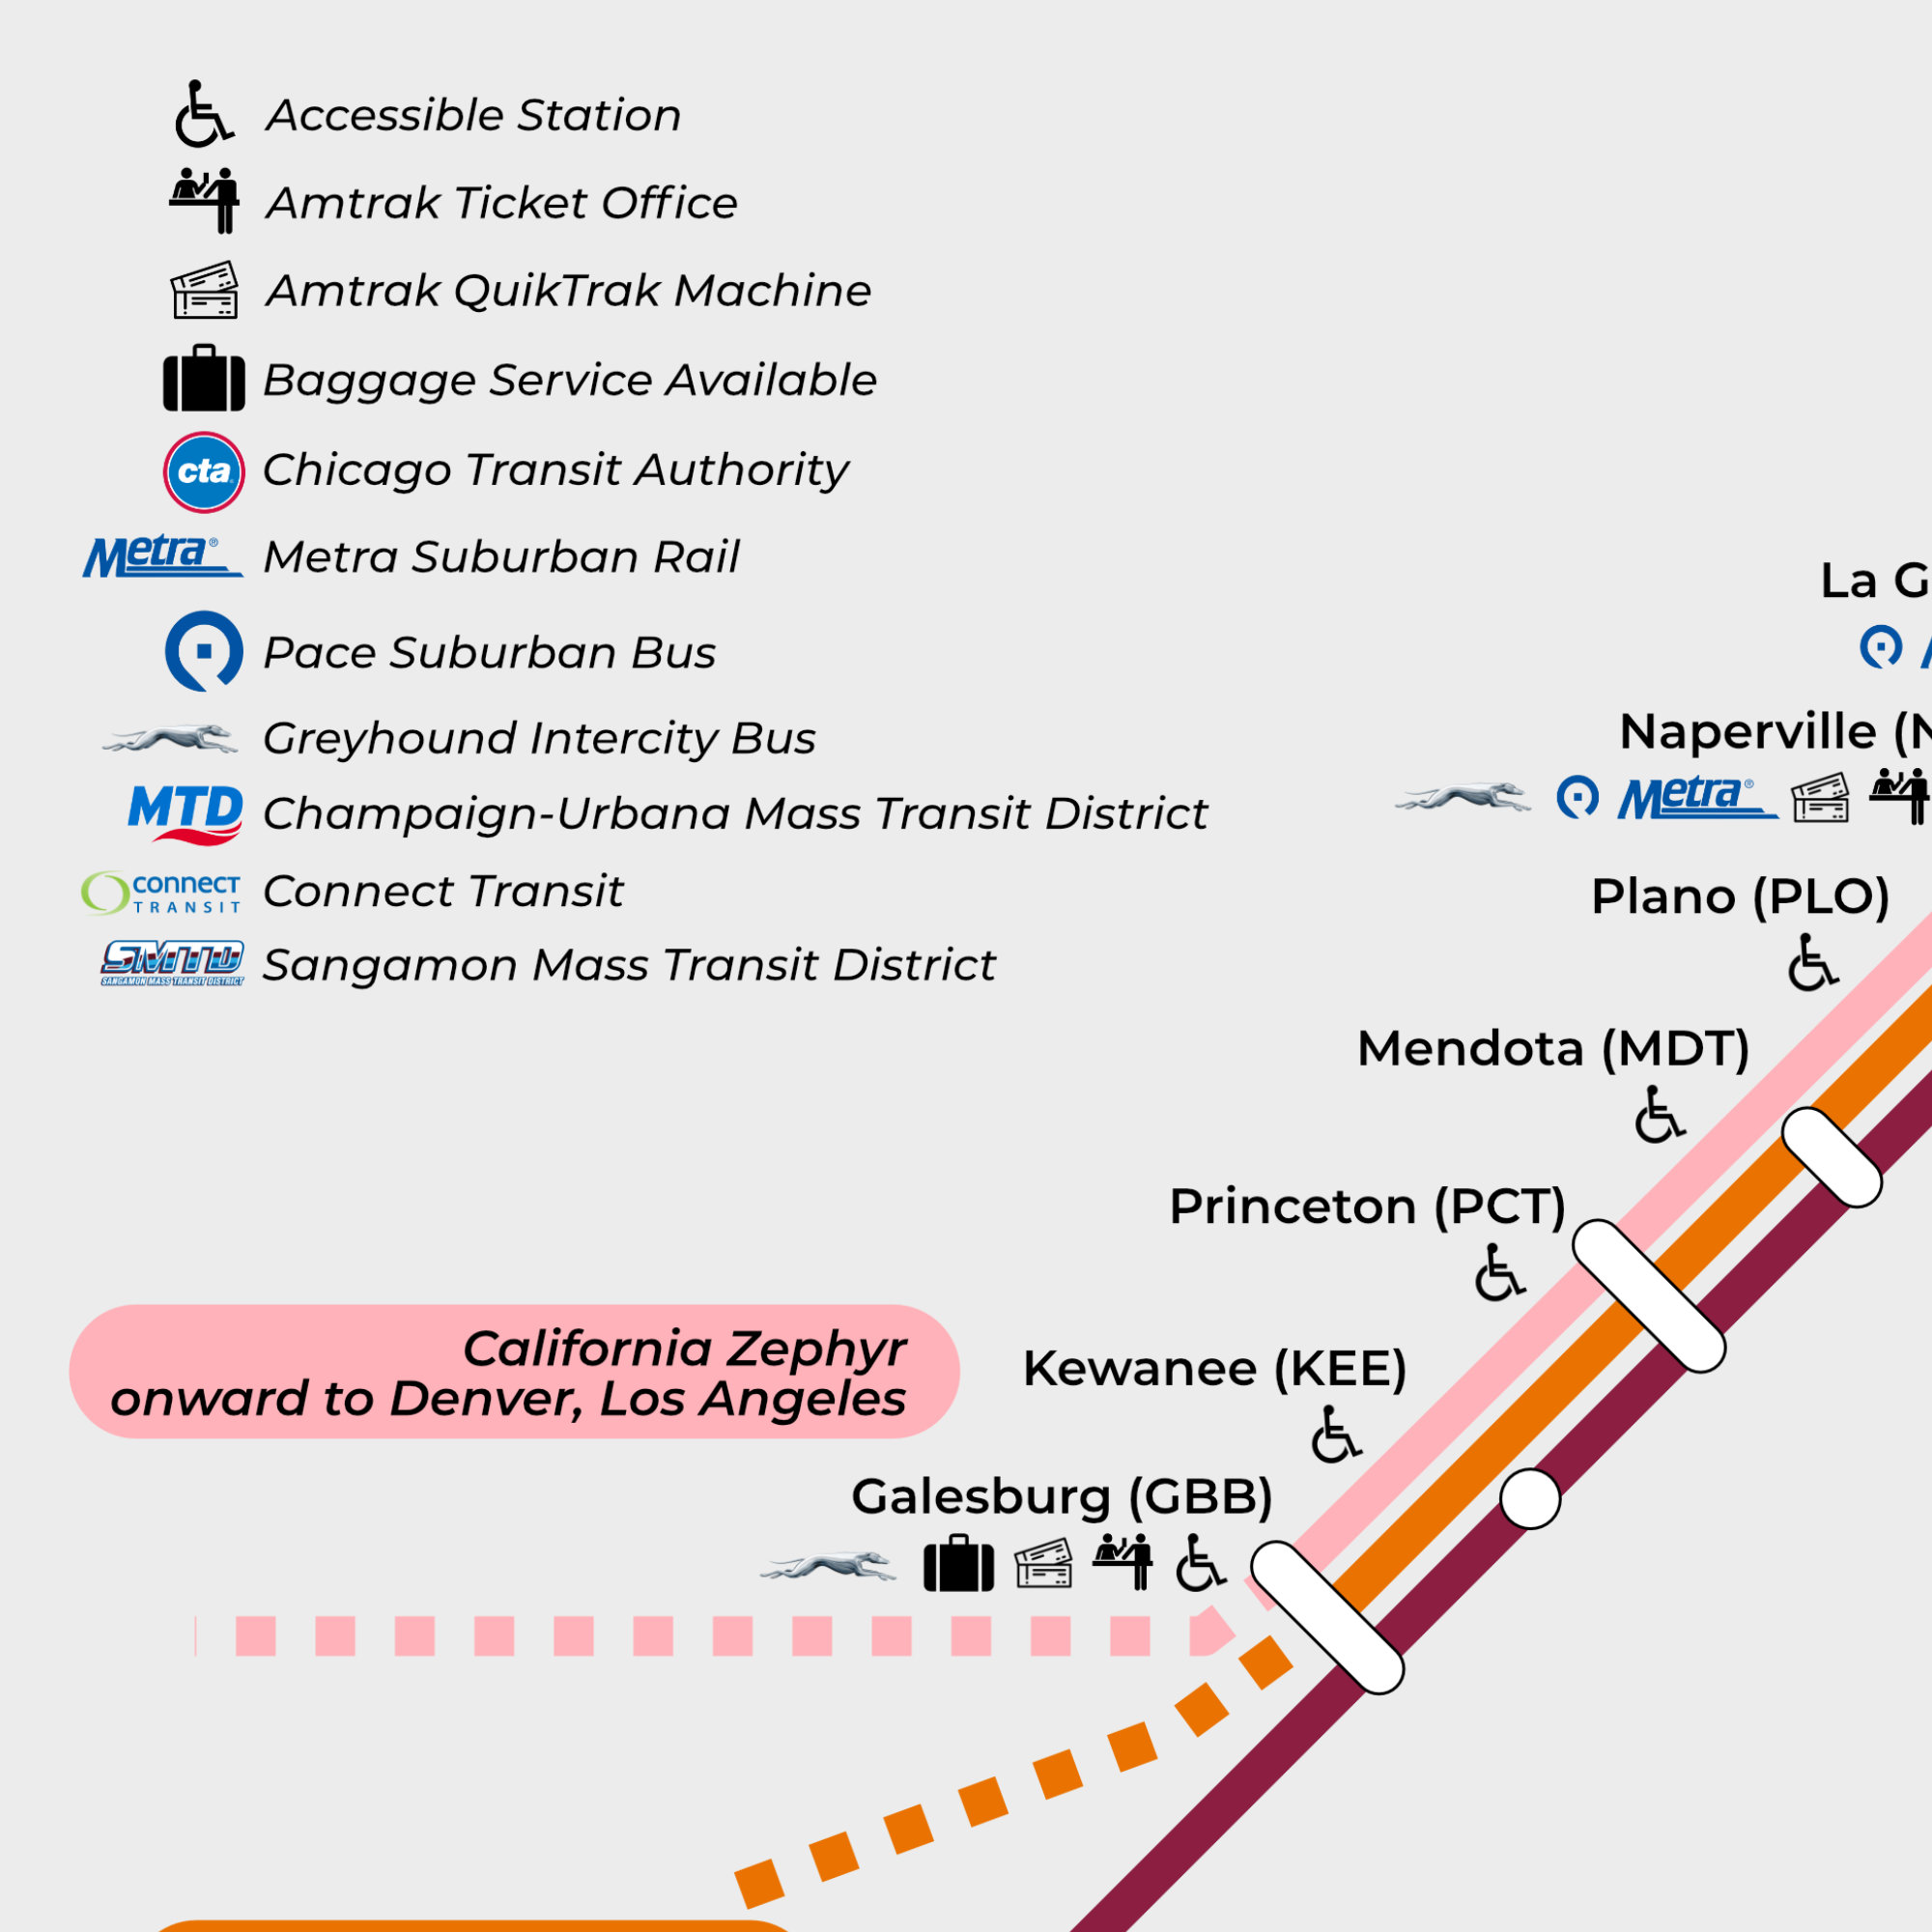 Accessible Station
Amtrak Ticket Office
Amtrak QuikTrak Machine
Baggage Service Available
cta Chicago Transit Authority
Metra® Metra Suburban Rail
Pace Suburban Bus
Greyhound Intercity Bus
MTD Champaign-Urbana Mass Transit District
connect TRANSIT Connect Transit
SMTD SANGAMON MASS TRANSIT DISTRICT Sangamon Mass Transit District
La G
Naperville (N
Metra®
Plano (PLO)
Mendota (MDT)
Princeton (PCT)
Kewanee (KEE)
Galesburg (GBB)
California Zephyr
onward to Denver, Los Angeles